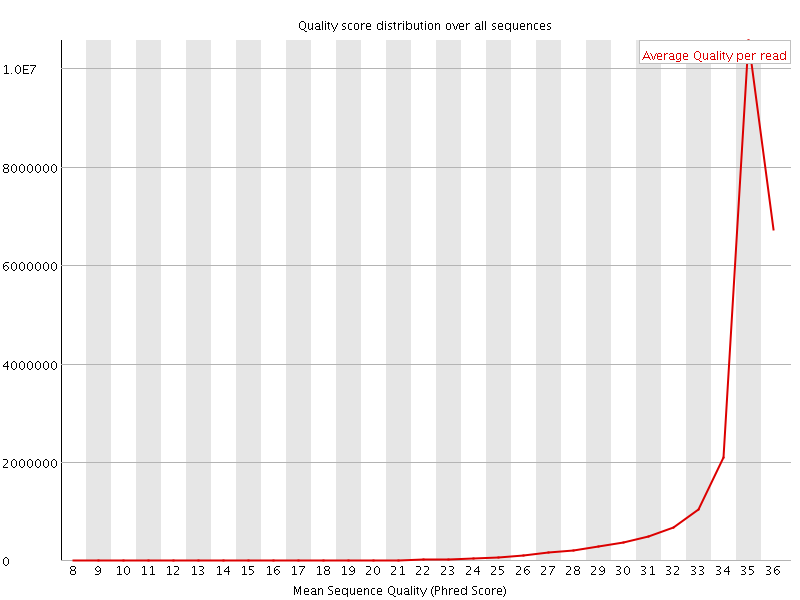 Quality score distribution over all sequences
Average Quality per read
1.0E7
8000000
6000000
4000000
2000000
0
8 9 10 11 12 13 14 15 16 17 18 19 20 21 22 23 24 25 26 27 28 29 30 31 32 33 34 35 36
Mean Sequence Quality (Phred Score)